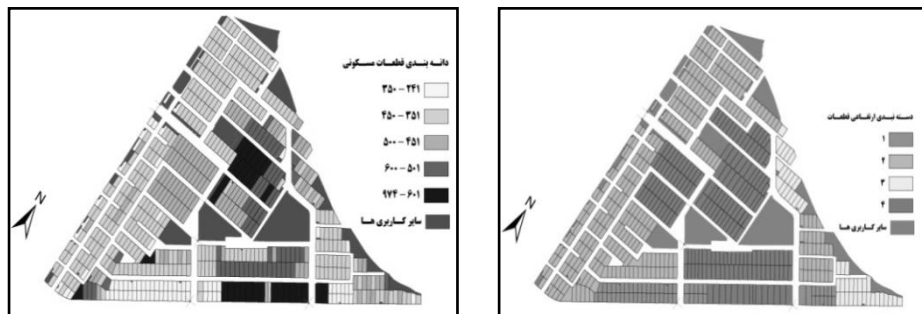 دانه بندی قطعات مسکونی
۳۵۰ - ۲۴۱
۴۵۰ - ۳۵۱
۵۰۰ - ۴۵۱
۶۰۰ - ۵۰۱
۹۷۴ - ۶۰۱
سایر کاربری ها
N
دسته بندی ارتفاعی قطعات
۱
۲
۳
۴
سایر کاربری ها
N